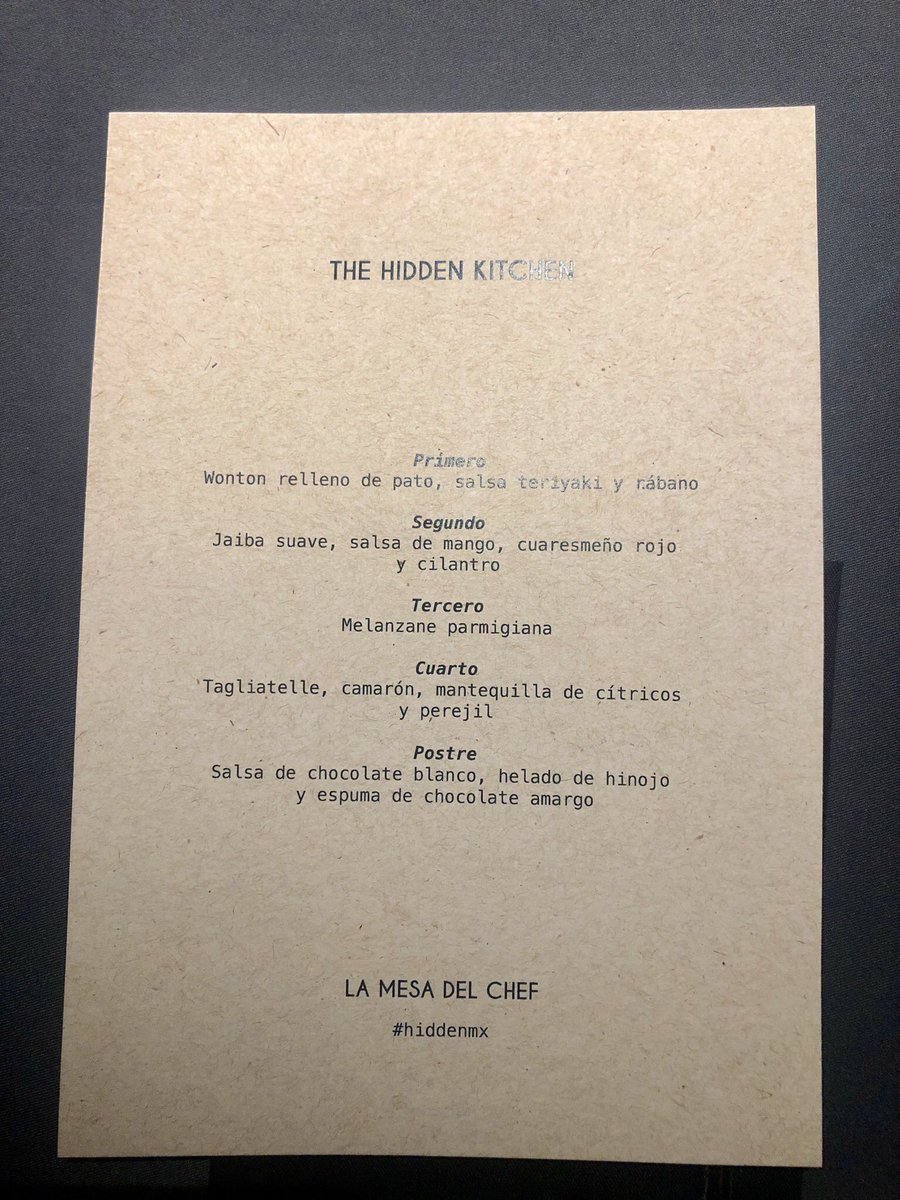 THE HIDDEN KITCHEN
Primero
Wonton relleno de pato, salsa teriyaki y rábano
Segundo
Jaiba suave, salsa de mango, cuaresmeño rojo
y cilantro
Tercero
Melanzane parmigiana
Cuarto
Tagliatelle, camarón, mantequilla de cítricos
y perejil
Postre
Salsa de chocolate blanco, helado de hinojo
y espuma de chocolate amargo
LA MESA DEL CHEF
#hiddenmx